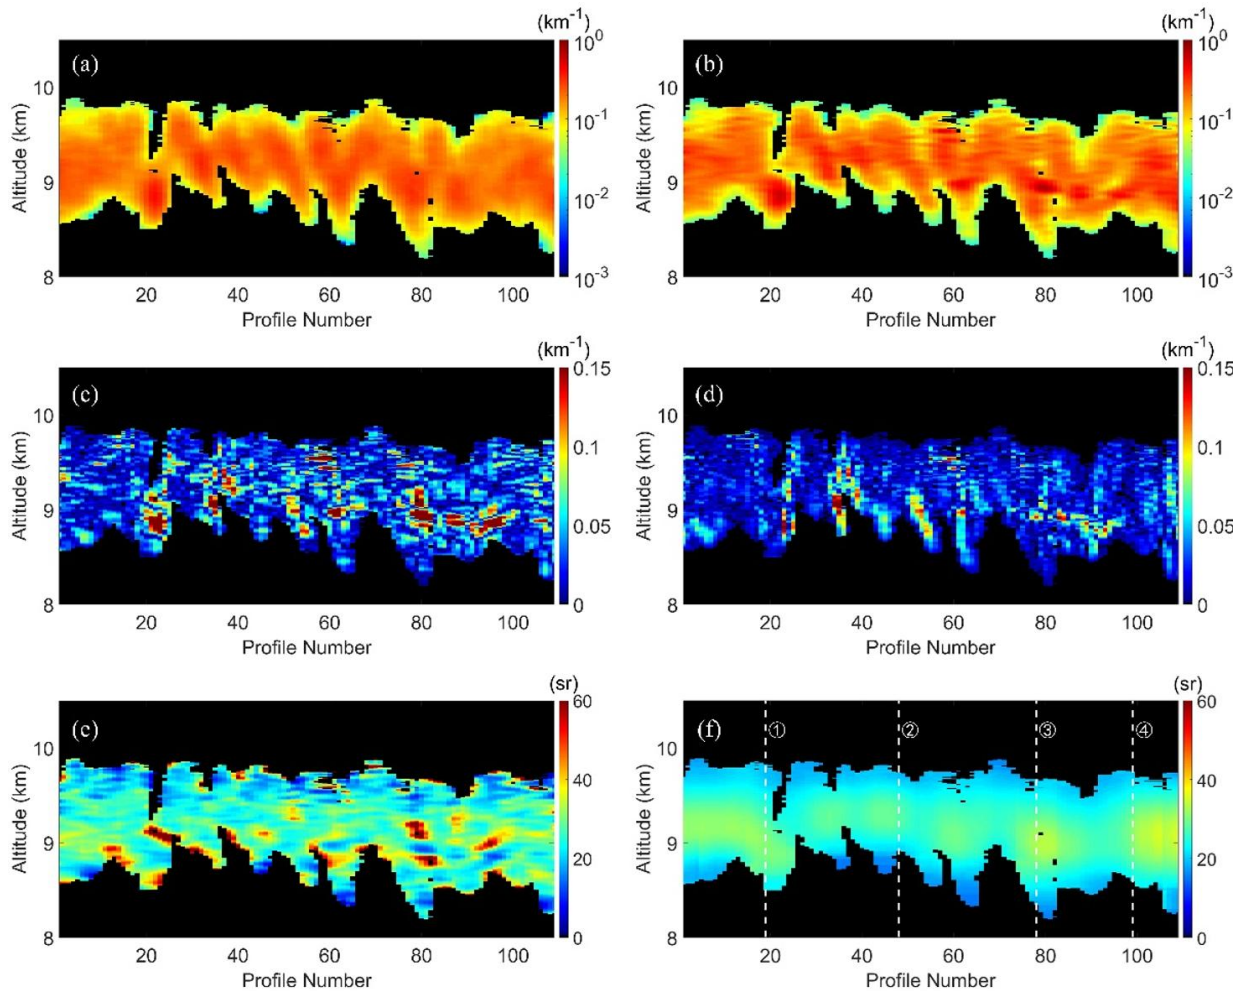 (km⁻¹) (km⁻¹)
(a) 10⁰ (b) 10⁰
10 10
10⁻¹ 10⁻¹
Altitude (km) Altitude (km)
9 9
10⁻² 10⁻²
8 10⁻³ 8 10⁻³
20 40 60 80 100 20 40 60 80 100
Profile Number Profile Number
(km⁻¹) (km⁻¹)
(c) 0.15 (d) 0.15
10 10
0.1 0.1
Altitude (km) Altitude (km)
9 9
0.05 0.05
8 0 8 0
20 40 60 80 100 20 40 60 80 100
Profile Number Profile Number
(sr) (sr)
(e) 60 (f) ① ② ③ ④ 60
10 10
40 40
Altitude (km) Altitude (km)
9 9
20 20
8 0 8 0
20 40 60 80 100 20 40 60 80 100
Profile Number Profile Number